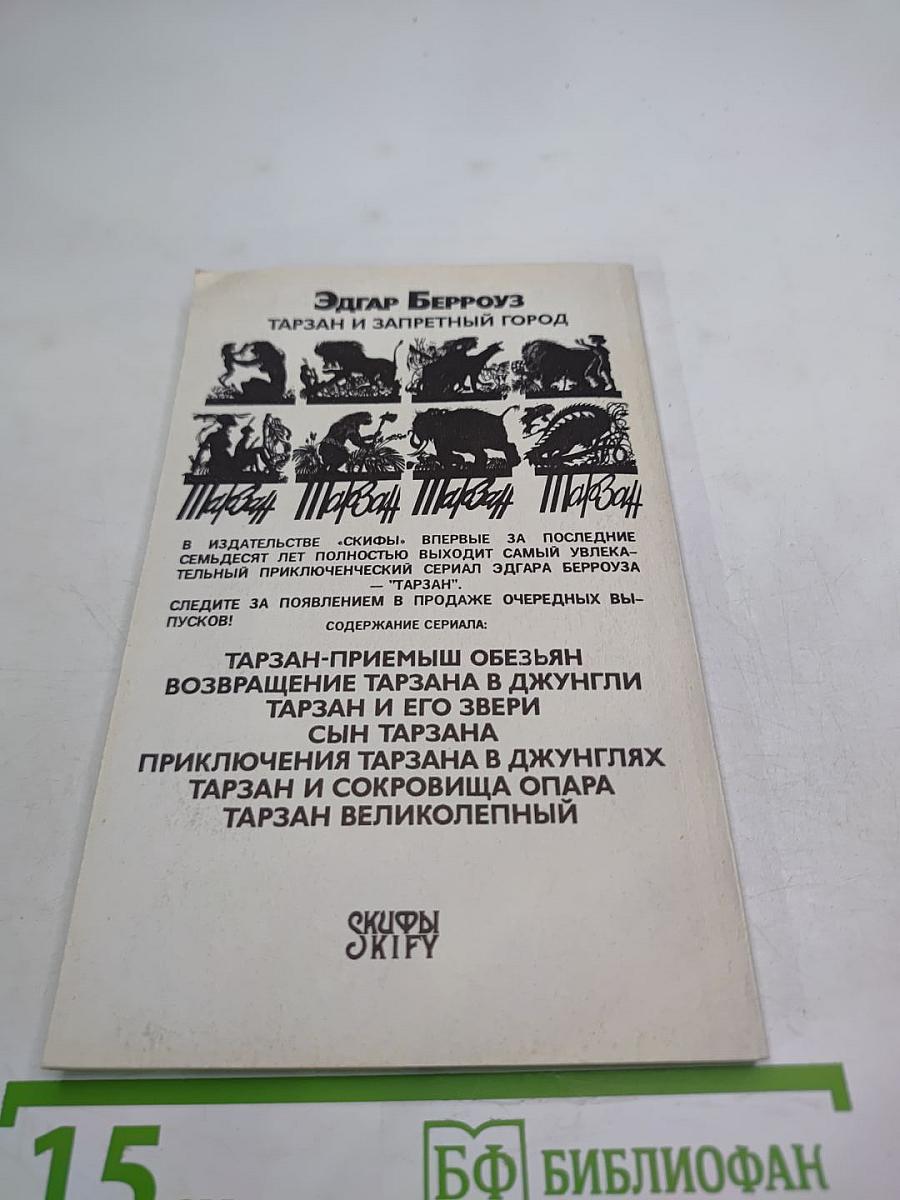 ЭДГАР БЕРРОУЗ
ТАРЗАН И ЗАПРЕТНЫЙ ГОРОД
Тарзан Тарзан Тарзан Тарзан
В ИЗДАТЕЛЬСТВЕ «СКИФЫ» ВПЕРВЫЕ ЗА ПОСЛЕДНИЕ
СЕМЬДЕСЯТ ЛЕТ ПОЛНОСТЬЮ ВЫХОДИТ САМЫЙ УВЛЕКА–
ТЕЛЬНЫЙ ПРИКЛЮЧЕНЧЕСКИЙ СЕРИАЛ ЭДГАРА БЕРРОУЗА
— "ТАРЗАН".
СЛЕДИТЕ ЗА ПОЯВЛЕНИЕМ В ПРОДАЖЕ ОЧЕРЕДНЫХ ВЫ–
ПУСКОВ!
СОДЕРЖАНИЕ СЕРИАЛА:
ТАРЗАН-ПРИЕМЫШ ОБЕЗЬЯН
ВОЗВРАЩЕНИЕ ТАРЗАНА В ДЖУНГЛИ
ТАРЗАН И ЕГО ЗВЕРИ
СЫН ТАРЗАНА
ПРИКЛЮЧЕНИЯ ТАРЗАНА В ДЖУНГЛЯХ
ТАРЗАН И СОКРОВИЩА ОПАРА
ТАРЗАН ВЕЛИКОЛЕПНЫЙ
СКИФЫ
SKIFY
15
БФ БИБЛИОФАН